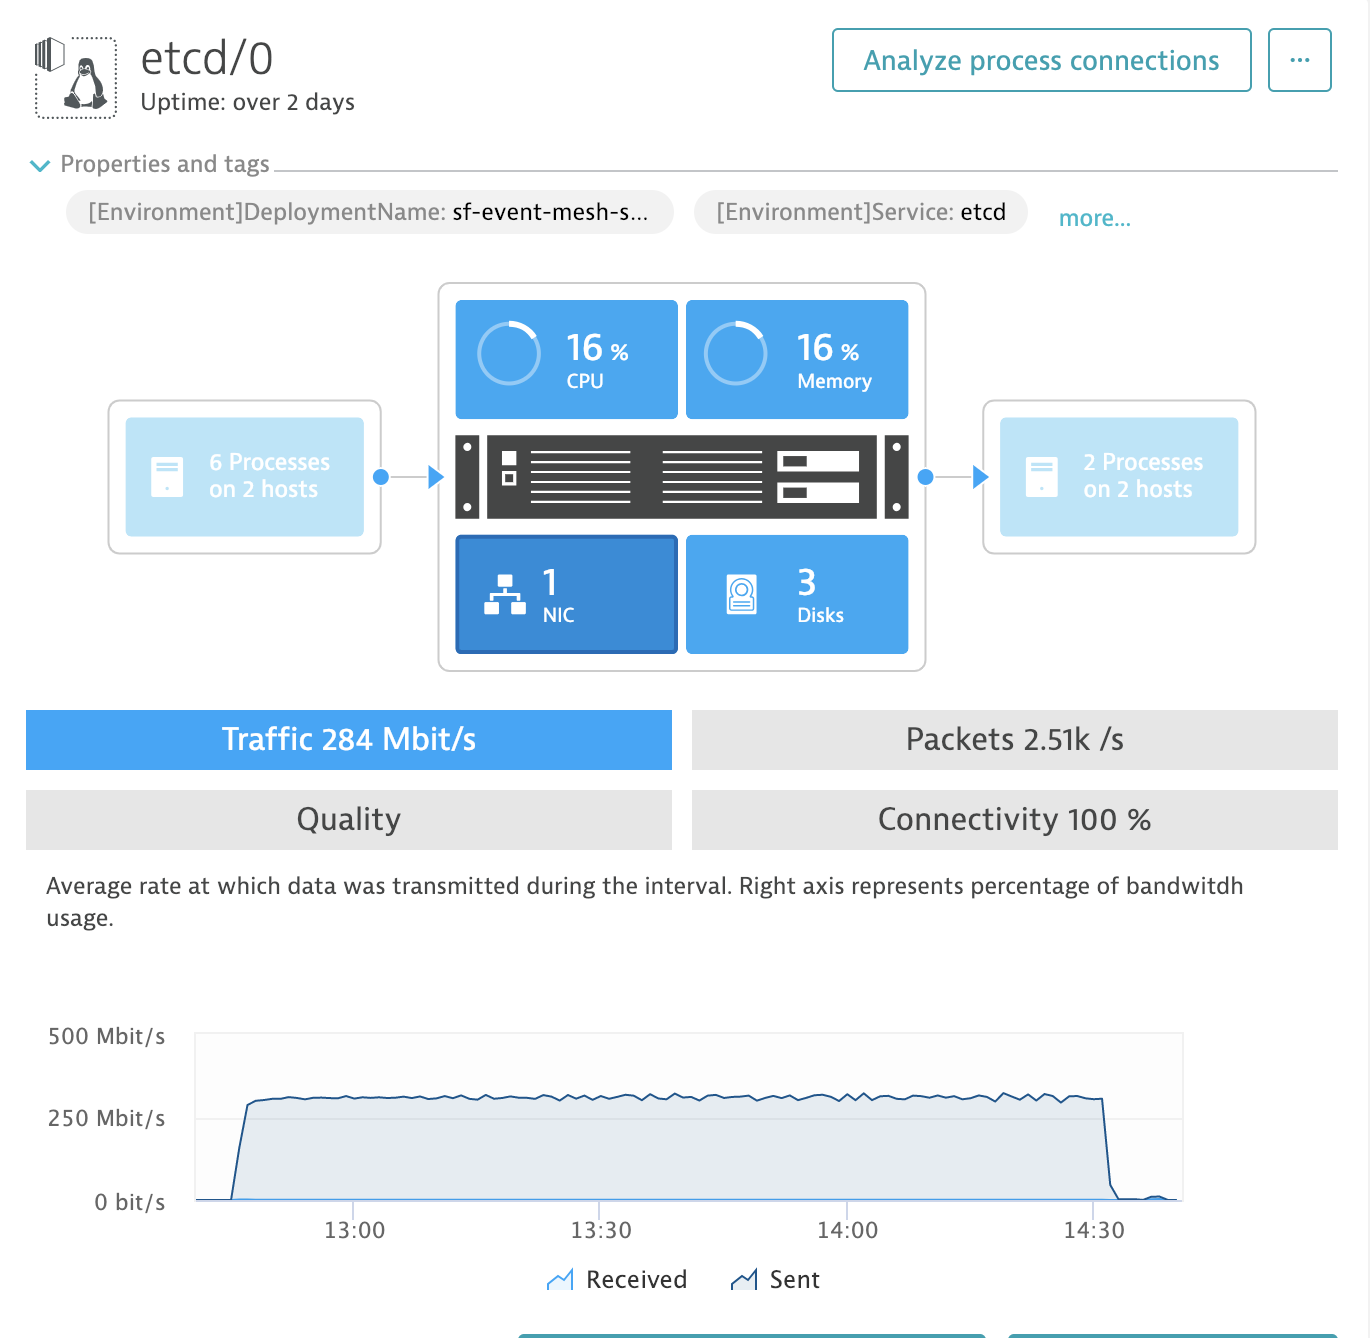 etcd/0
Uptime: over 2 days
Analyze process connections
...
Properties and tags
[Environment]DeploymentName: sf-event-mesh-s...
[Environment]Service: etcd
more...
16 %
CPU
16 %
Memory
6 Processes
on 2 hosts
2 Processes
on 2 hosts
1
NIC
3
Disks
Traffic 284 Mbit/s
Packets 2.51k /s
Quality
Connectivity 100 %
Average rate at which data was transmitted during the interval. Right axis represents percentage of bandwitdh
usage.
500 Mbit/s
250 Mbit/s
0 bit/s
13:00
13:30
14:00
14:30
Received
Sent